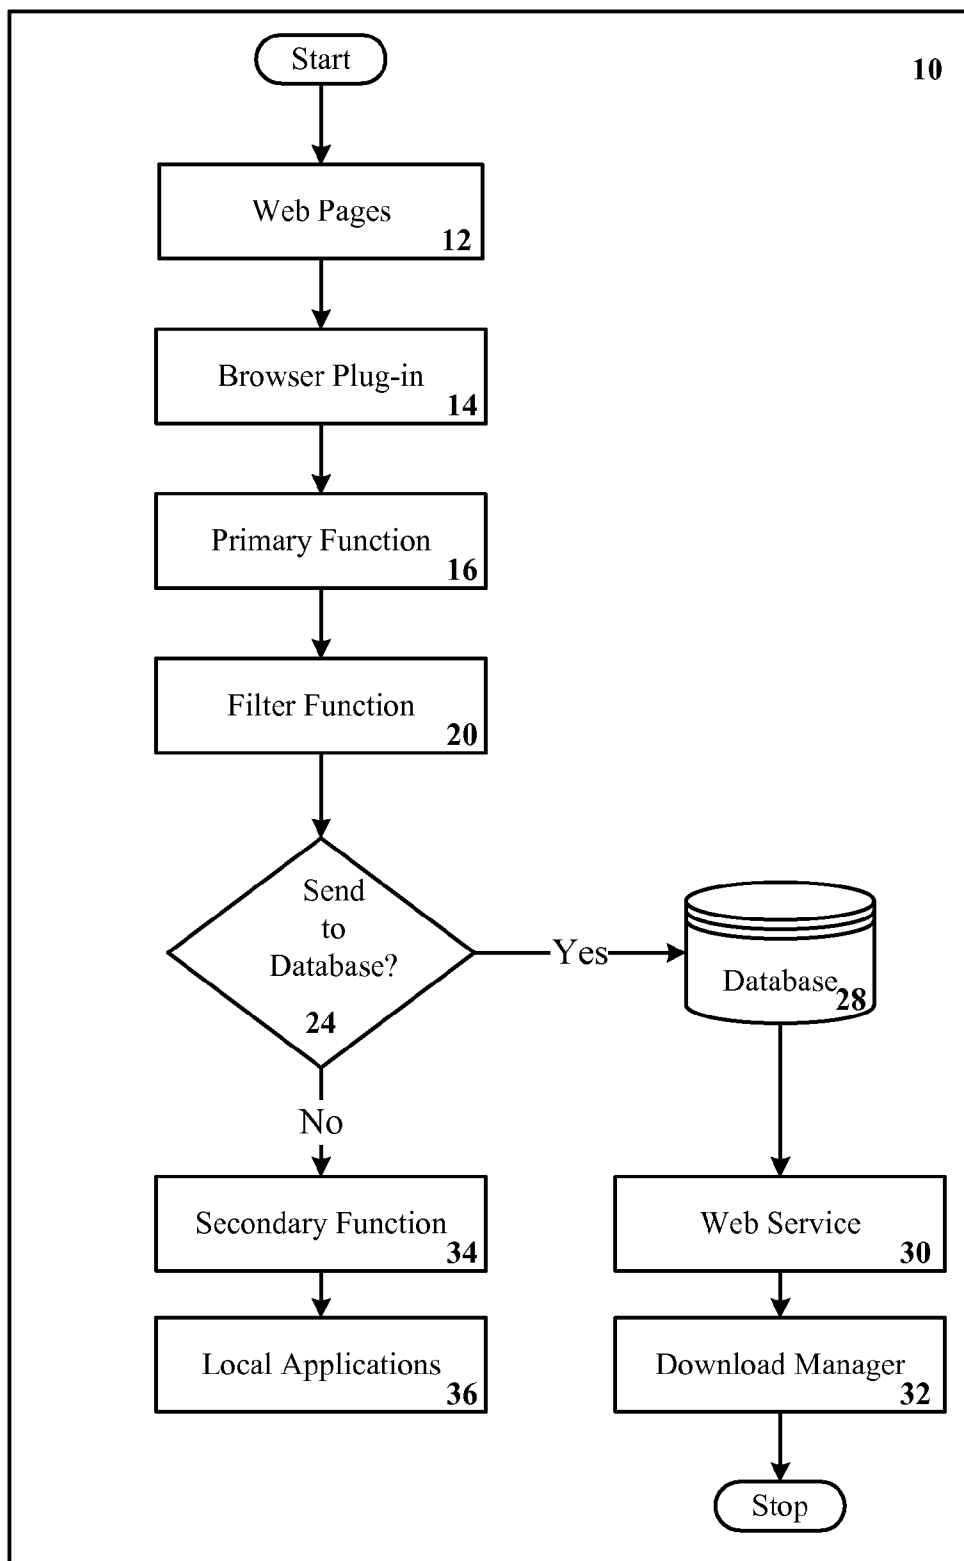 Start
10
Web Pages
12
Browser Plug-in
14
Primary Function
16
Filter Function
20
Send
to
Database?
24
Yes
Database
28
No
Secondary Function
34
Web Service
30
Local Applications
36
Download Manager
32
Stop